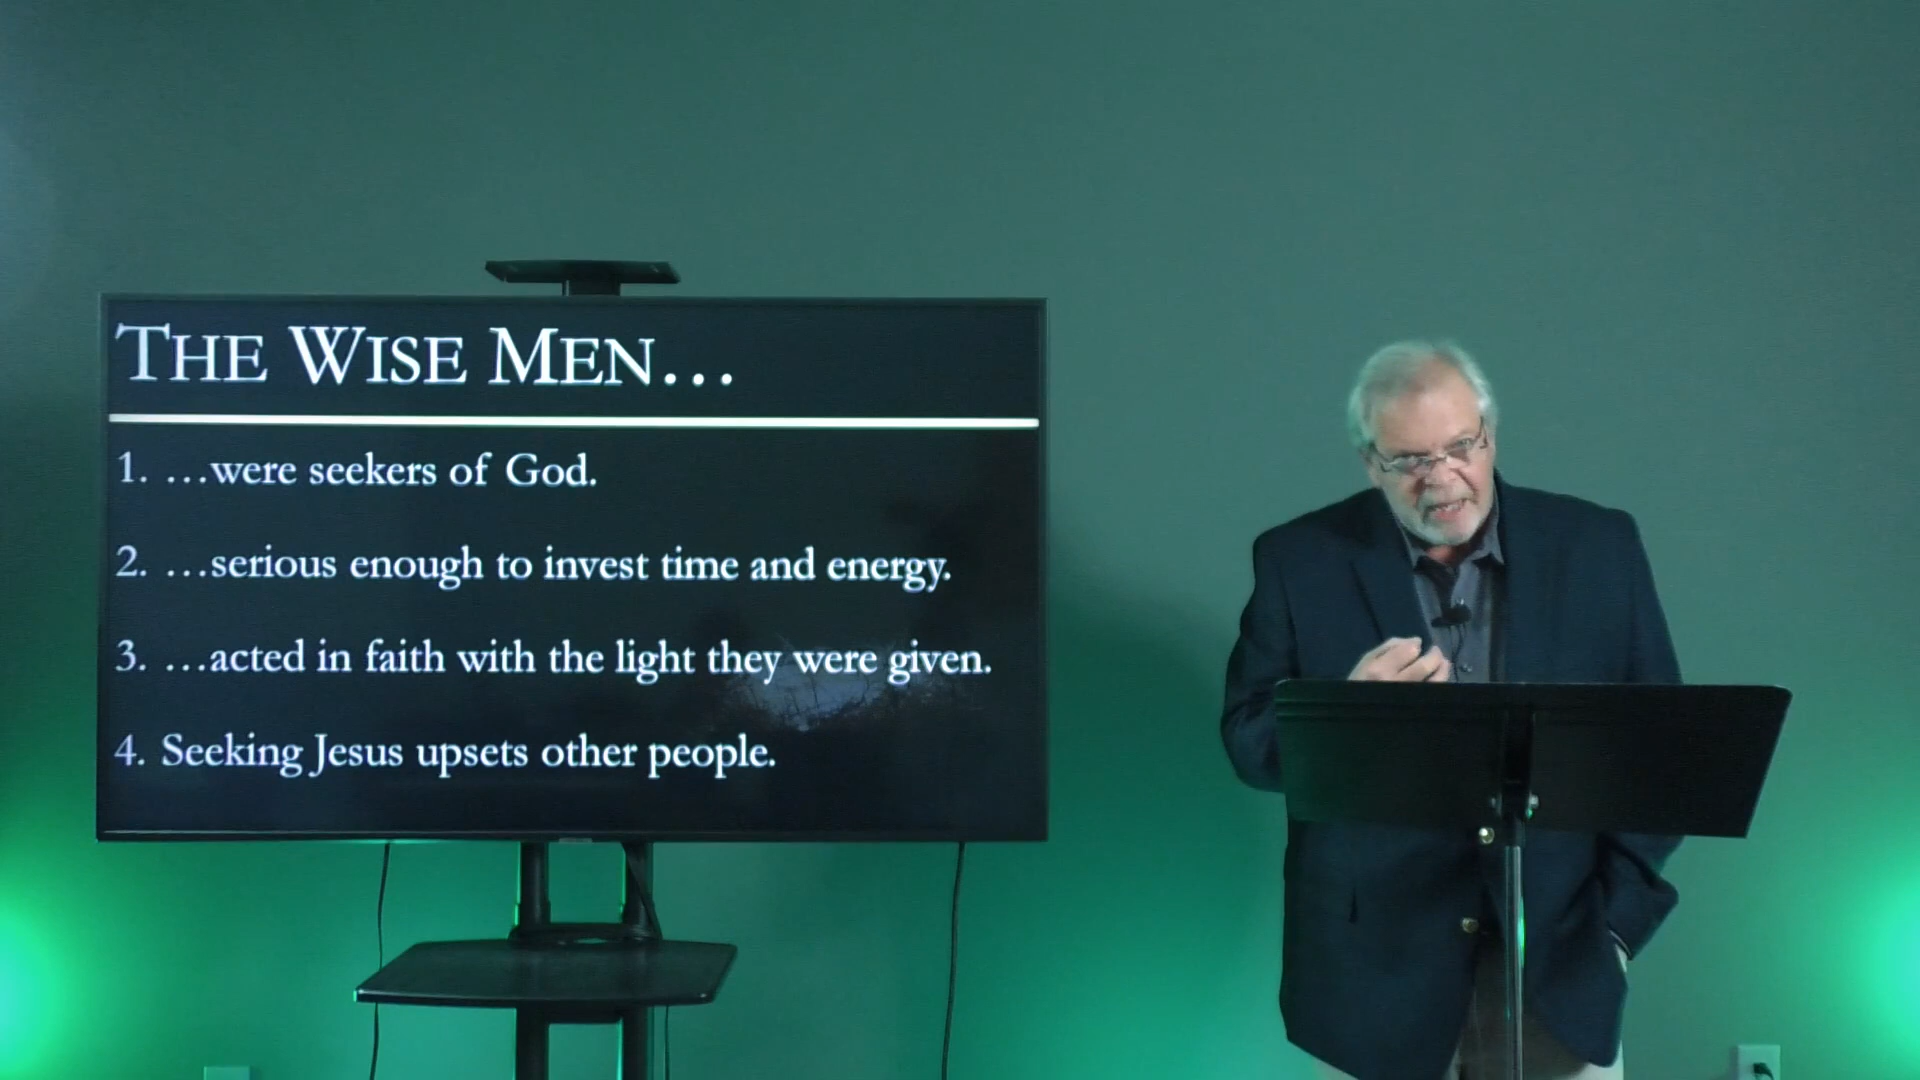 THE WISE MEN…
1. …were seekers of God.
2. …serious enough to invest time and energy.
3. …acted in faith with the light they were given.
4. Seeking Jesus upsets other people.